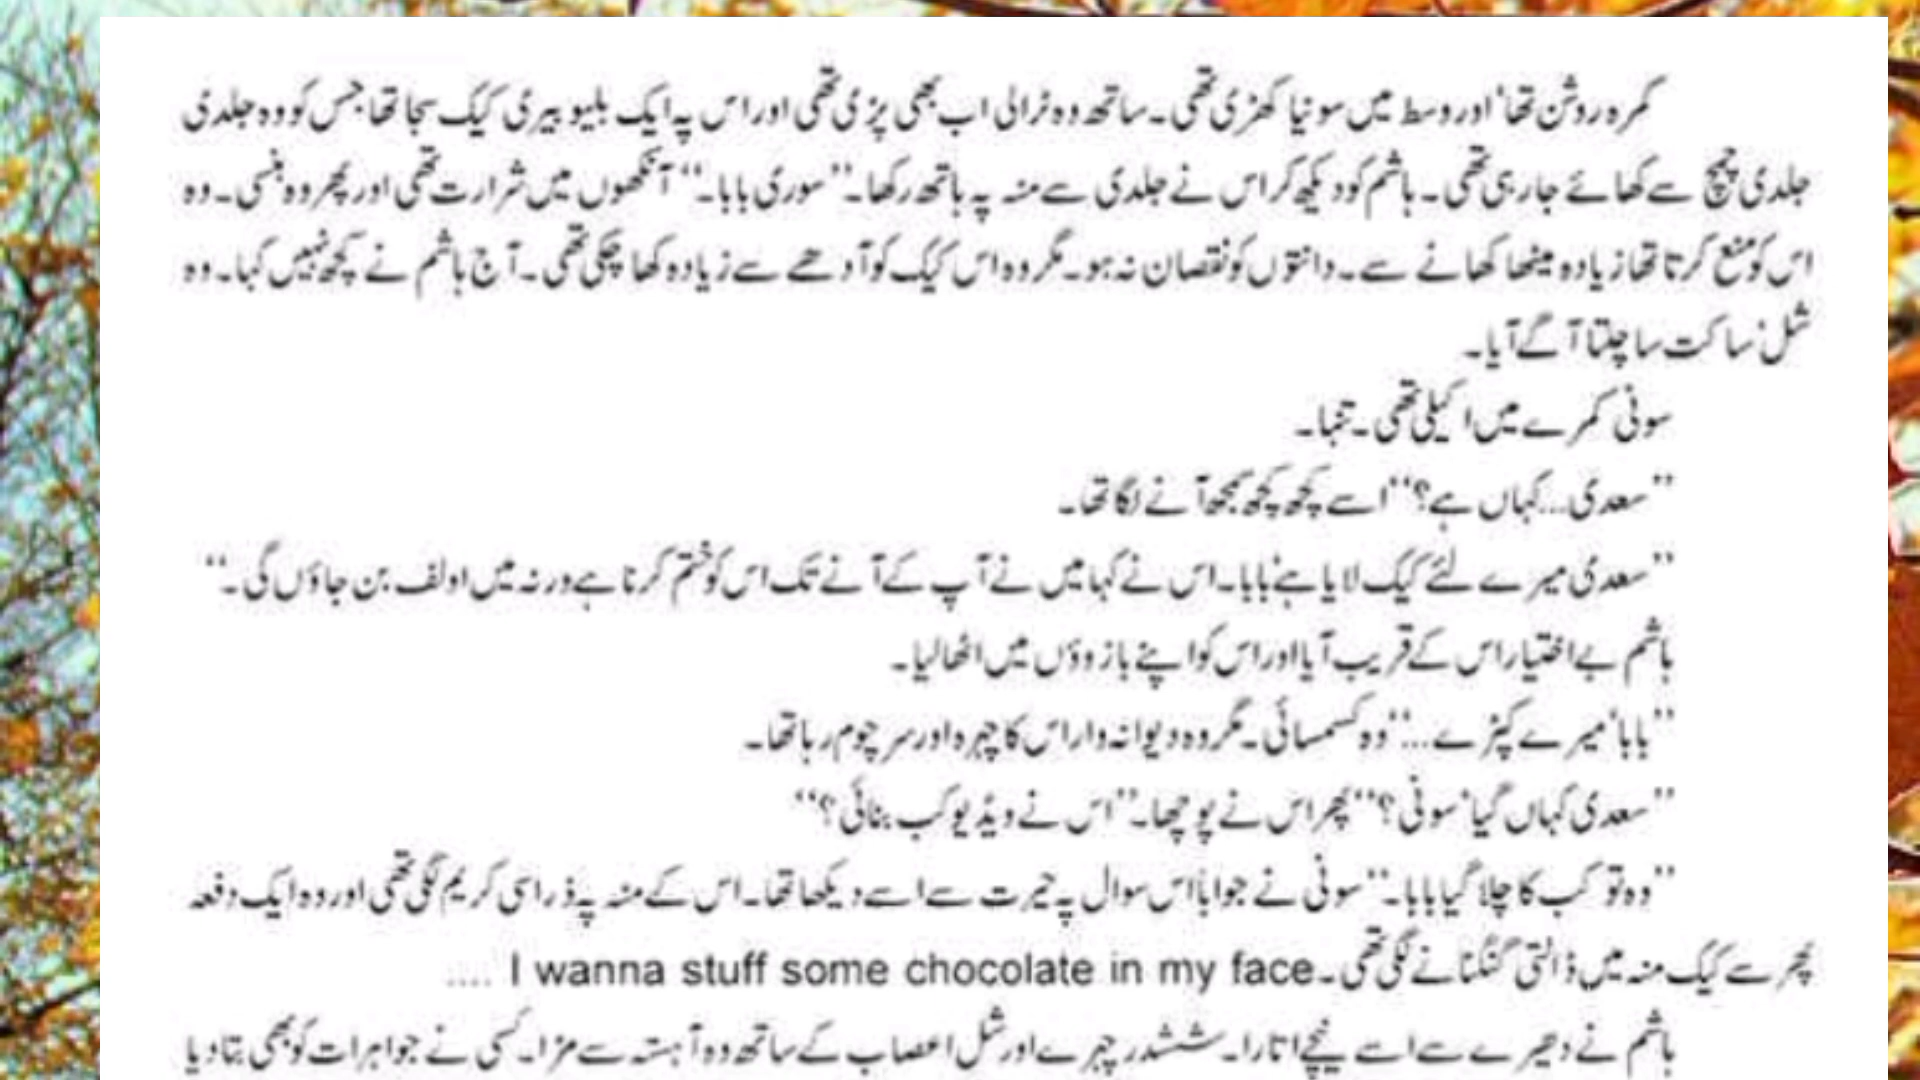 کمرہ روشن تھا‘ اور وسط میں سونیا کھڑی تھی۔ ساتھ وہ ٹرالی اب بھی پڑی تھی اور اس پہ ایک بلیو بیری کیک سجا تھا جس کو وہ جلدی
جلدی چمچ سے کھائے جا رہی تھی۔ ہاشم کو دیکھ کر اس نے جلدی سے منہ پہ ہاتھ رکھا۔ ’’سوری بابا۔‘‘ آنکھوں میں شرارت تھی اور پھر وہ ہنسی۔ وہ
اس کو منع کرتا تھا زیادہ میٹھا کھانے سے۔ دانتوں کو نقصان نہ ہو۔ مگر وہ اس کیک کو آدھے سے زیادہ کھا چکی تھی۔ آج ہاشم نے کچھ نہیں کہا۔ وہ
شل‘ ساکت سا چلتا آگے آیا۔
سونی کمرے میں اکیلی تھی۔ تنہا۔
’’سعدی... کہاں ہے؟‘‘ اسے کچھ کچھ سمجھ آنے لگا تھا۔
’’سعدی میرے لئے کیک لایا ہے‘ بابا۔ اس نے کہا میں نے آپ کے آنے تک اس کو ختم کرنا ہے ورنہ میں اولف بن جاؤں گی۔‘‘
ہاشم بے اختیار اس کے قریب آیا اور اس کو اپنے بازوؤں میں اٹھا لیا۔
’’بابا‘ میرے کپڑے...‘‘ وہ کسمسائی۔ مگر وہ دیوانہ وار اس کا چہرہ اور سر چوم رہا تھا۔
’’سعدی کہاں گیا‘ سونی؟‘‘ پھر اس نے پوچھا۔ ’’اس نے ویڈیو کب بنائی؟‘‘
’’وہ تو کب کا چلا گیا بابا۔‘‘ سونی نے جواباً اس سوال پہ حیرت سے اسے دیکھا تھا۔ اس کے منہ پہ ذرا سی کریم لگی تھی اور وہ ایک دفعہ
پھر سے کیک منہ میں ڈالتی گنگنانے لگی تھی۔ I wanna stuff some chocolate in my face ....
ہاشم نے دھیرے سے اسے نیچے اتارا۔ ششدر چہرے اور شل اعصاب کے ساتھ وہ آہستہ سے مڑا۔ کسی نے جواہرات کو بھی بتا دیا